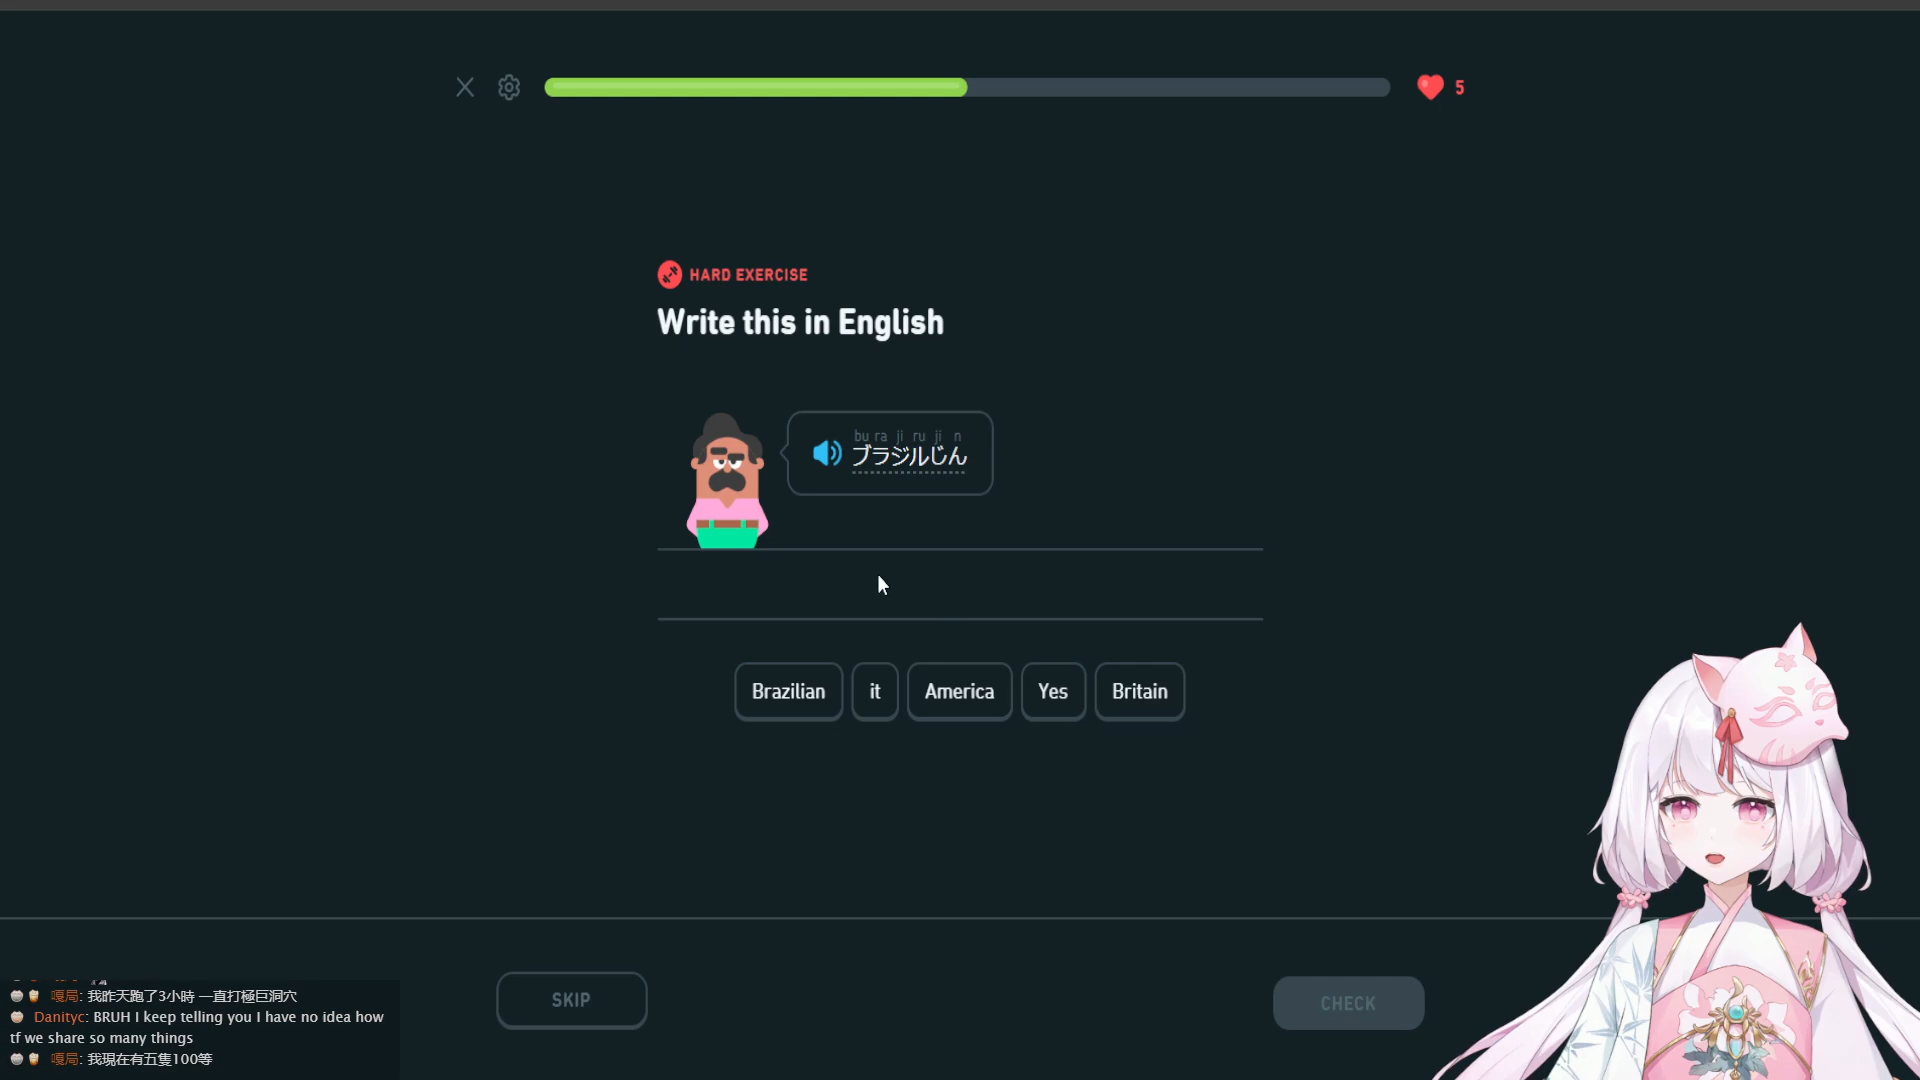 5
HARD EXERCISE
Write this in English
bu ra ji ru ji n
ブラジルじん
Brazilian it America Yes Britain
SKIP
CHECK
嘎局: 我昨天跑了3小時 一直打極巨洞穴
Danityc: BRUH I keep telling you I have no idea how
tf we share so many things
嘎局: 我現在有五隻100等